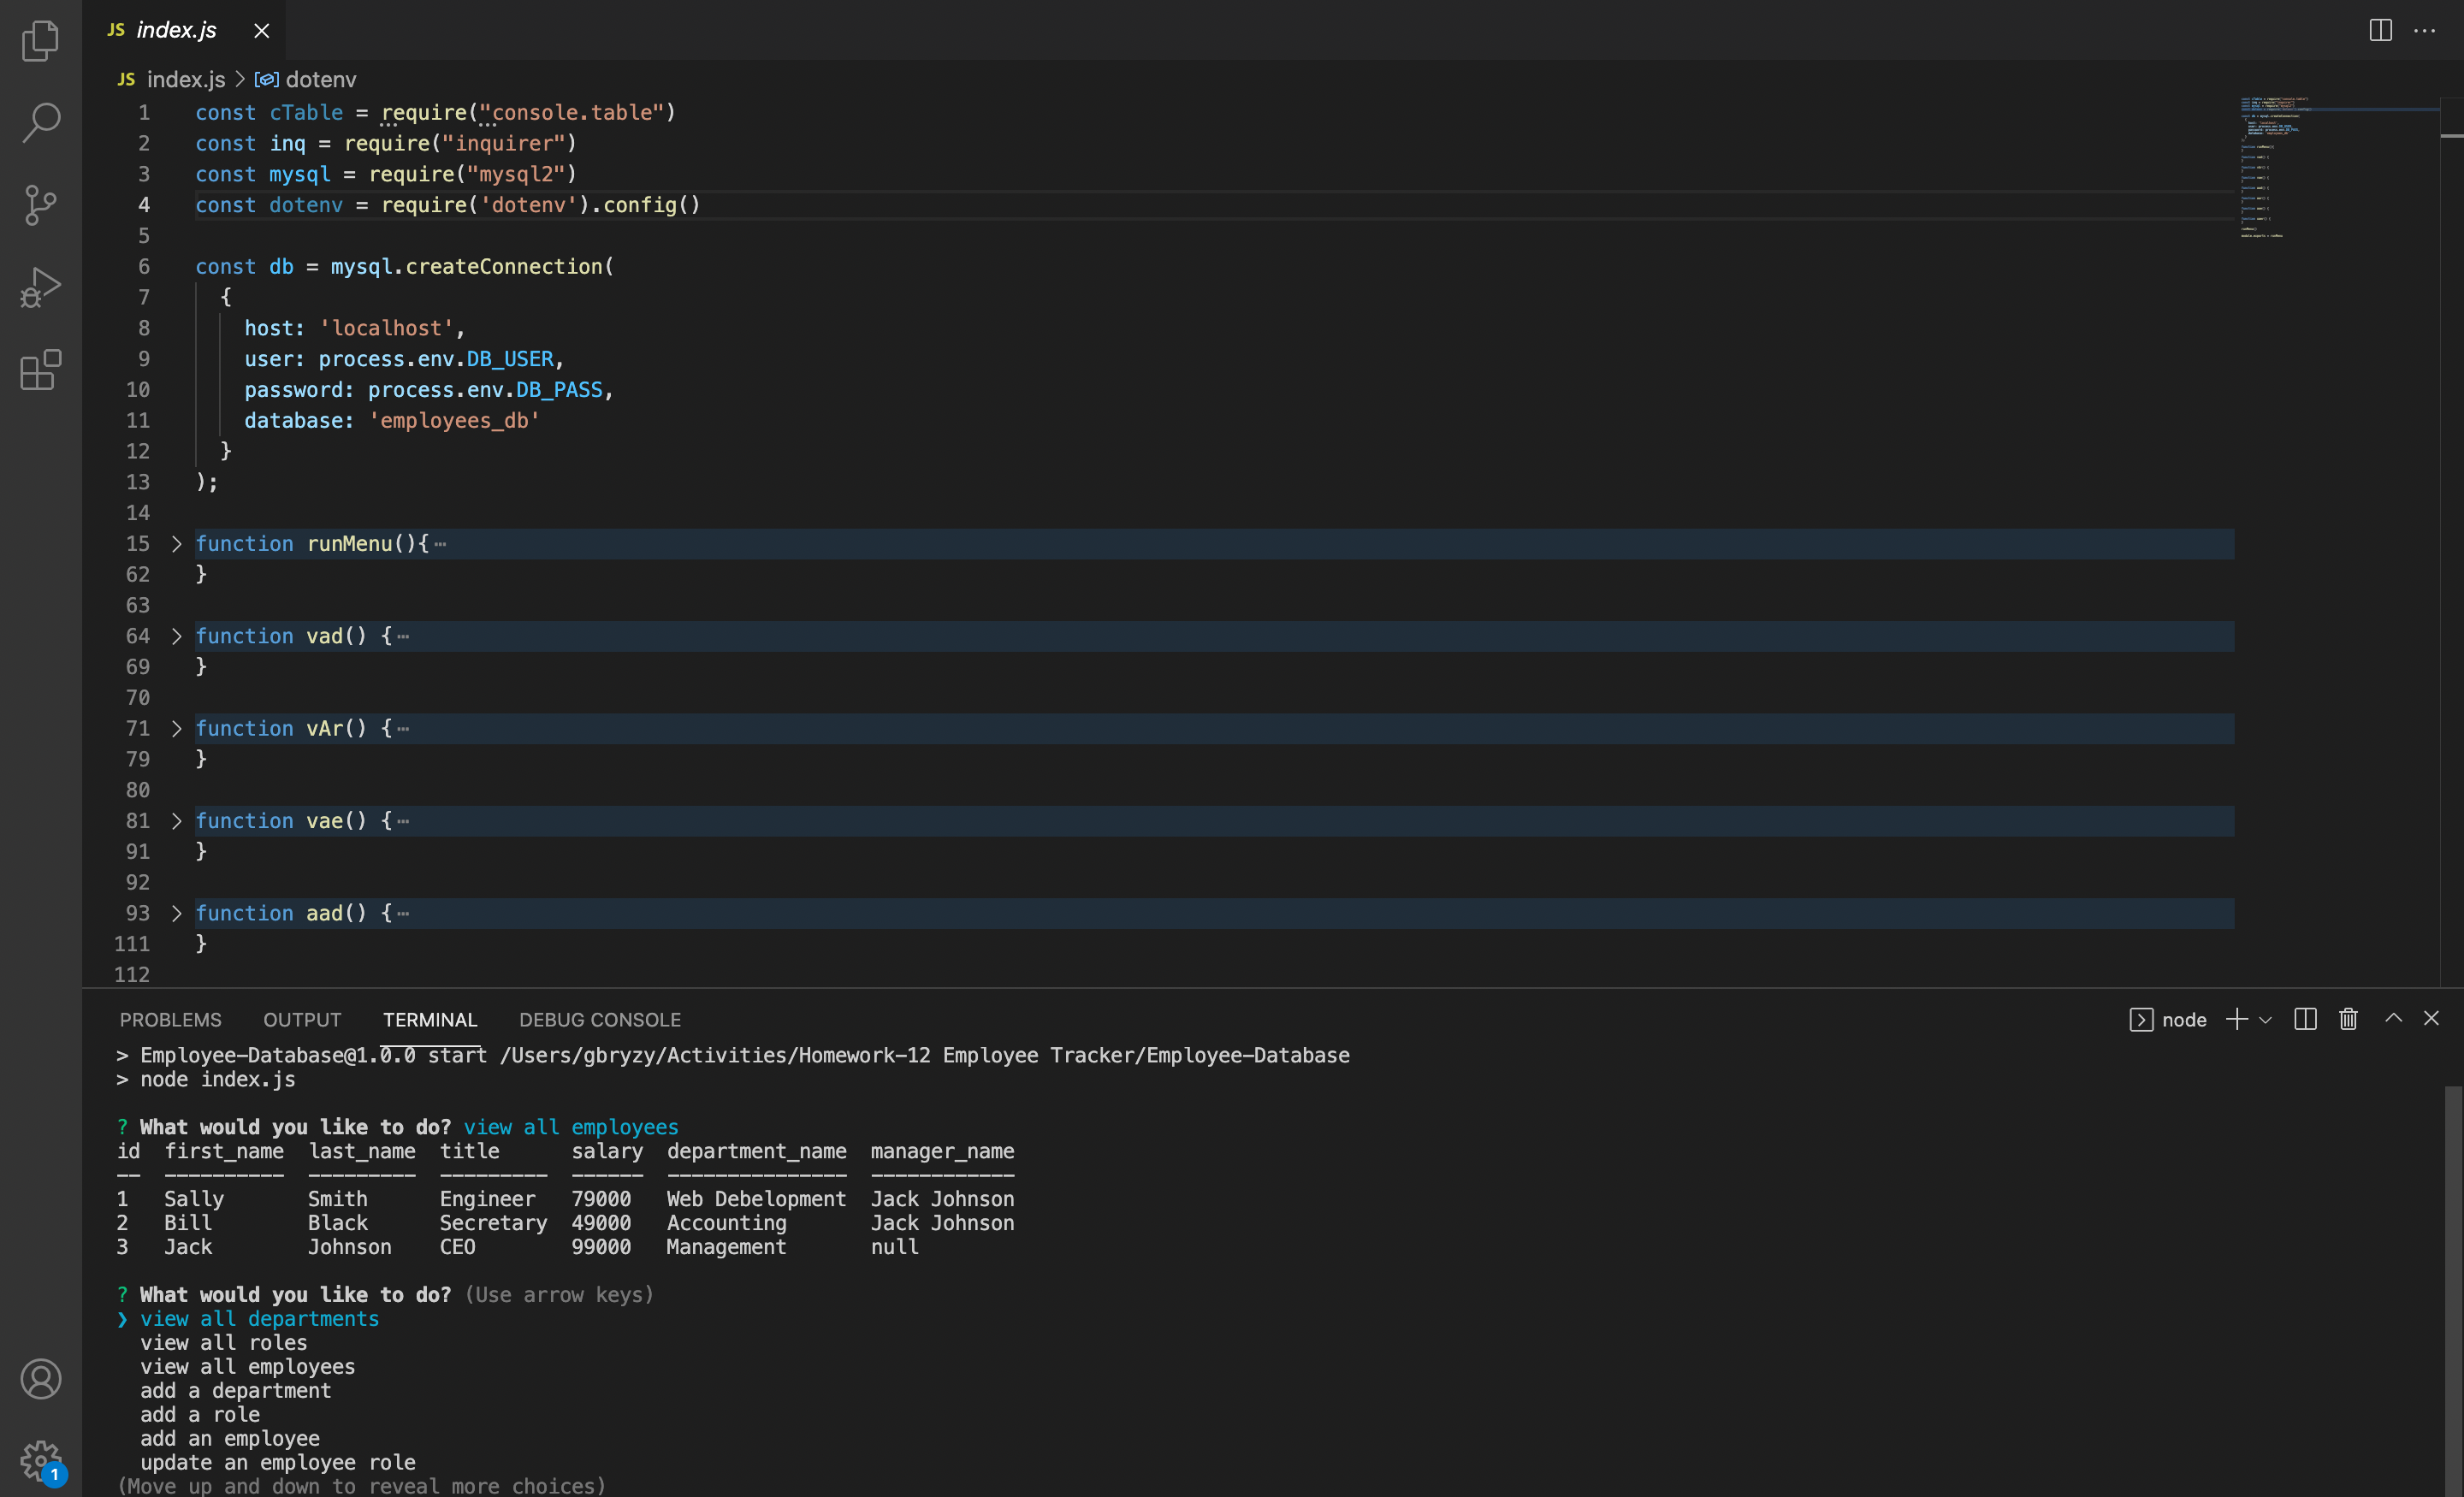 JS index.js
JS index.js > dotenv
1 const cTable = require("console.table")
2 const inq = require("inquirer")
3 const mysql = require("mysql2")
4 const dotenv = require('dotenv').config()
5
6 const db = mysql.createConnection(
7 {
8 host: 'localhost',
9 user: process.env.DB_USER,
10 password: process.env.DB_PASS,
11 database: 'employees_db'
12 }
13 );
14
15 > function runMenu(){ ⋯
62 }
63
64 > function vad() { ⋯
69 }
70
71 > function vAr() { ⋯
79 }
80
81 > function vae() { ⋯
91 }
92
93 > function aad() { ⋯
111 }
112
PROBLEMS OUTPUT TERMINAL DEBUG CONSOLE node
> Employee-Database@1.0.0 start /Users/gbryzy/Activities/Homework-12 Employee Tracker/Employee-Database
> node index.js
? What would you like to do? view all employees
id first_name last_name title salary department_name manager_name
-- ---------- --------- --------- ------ --------------- ------------
1 Sally Smith Engineer 79000 Web Debelopment Jack Johnson
2 Bill Black Secretary 49000 Accounting Jack Johnson
3 Jack Johnson CEO 99000 Management null
? What would you like to do? (Use arrow keys)
❯ view all departments
view all roles
view all employees
add a department
add a role
add an employee
update an employee role
(Move up and down to reveal more choices)
1